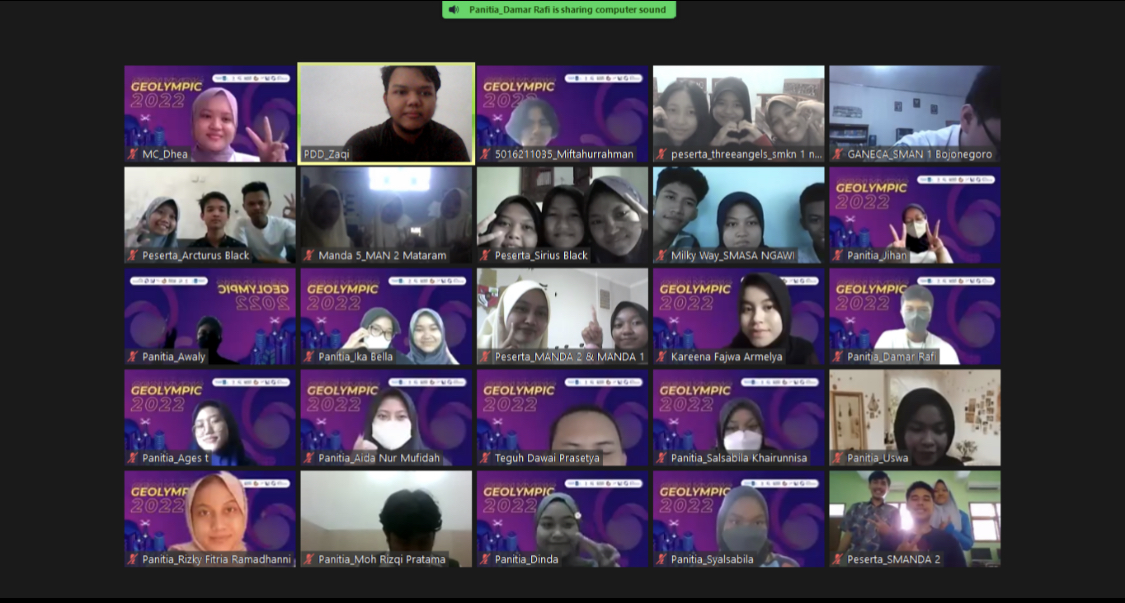 Panitia_Damar Rafi is sharing computer sound
GEOLYMPIC
2022
MC_Dhea
PDD_Zaqi
GEOLYMPIC
2022
5016211035_Miftahurrahman
peserta_threeangels_smkn 1 n...
GANECA_SMAN 1 Bojonegoro
Peserta_Arcturus Black
Manda 5_MAN 2 Mataram
Peserta_Sirius Black
Milky Way_SMASA NGAWI
GEOLYMPIC
2022
Panitia_Jihan
GEOLYMPIC
2022
Panitia_Awaly
GEOLYMPIC
2022
Panitia_Ika Bella
Peserta_MANDA 2 & MANDA 1
GEOLYMPIC
2022
Kareena Fajwa Armelya
GEOLYMPIC
2022
Panitia_Damar Rafi
GEOLYMPIC
2022
Panitia_Ages t
GEOLYMPIC
2022
Panitia_Aida Nur Mufidah
GEOLYMPIC
2022
Teguh Dawai Prasetya
GEOLYMPIC
2022
Panitia_Salsabila Khairunnisa
Panitia_Uswa
GEOLYMPIC
2022
Panitia_Rizky Fitria Ramadhanni
Panitia_Moh Rizqi Pratama
GEOLYMPIC
2022
Panitia_Dinda
GEOLYMPIC
2022
Panitia_Syalsabila
Peserta_SMANDA 2